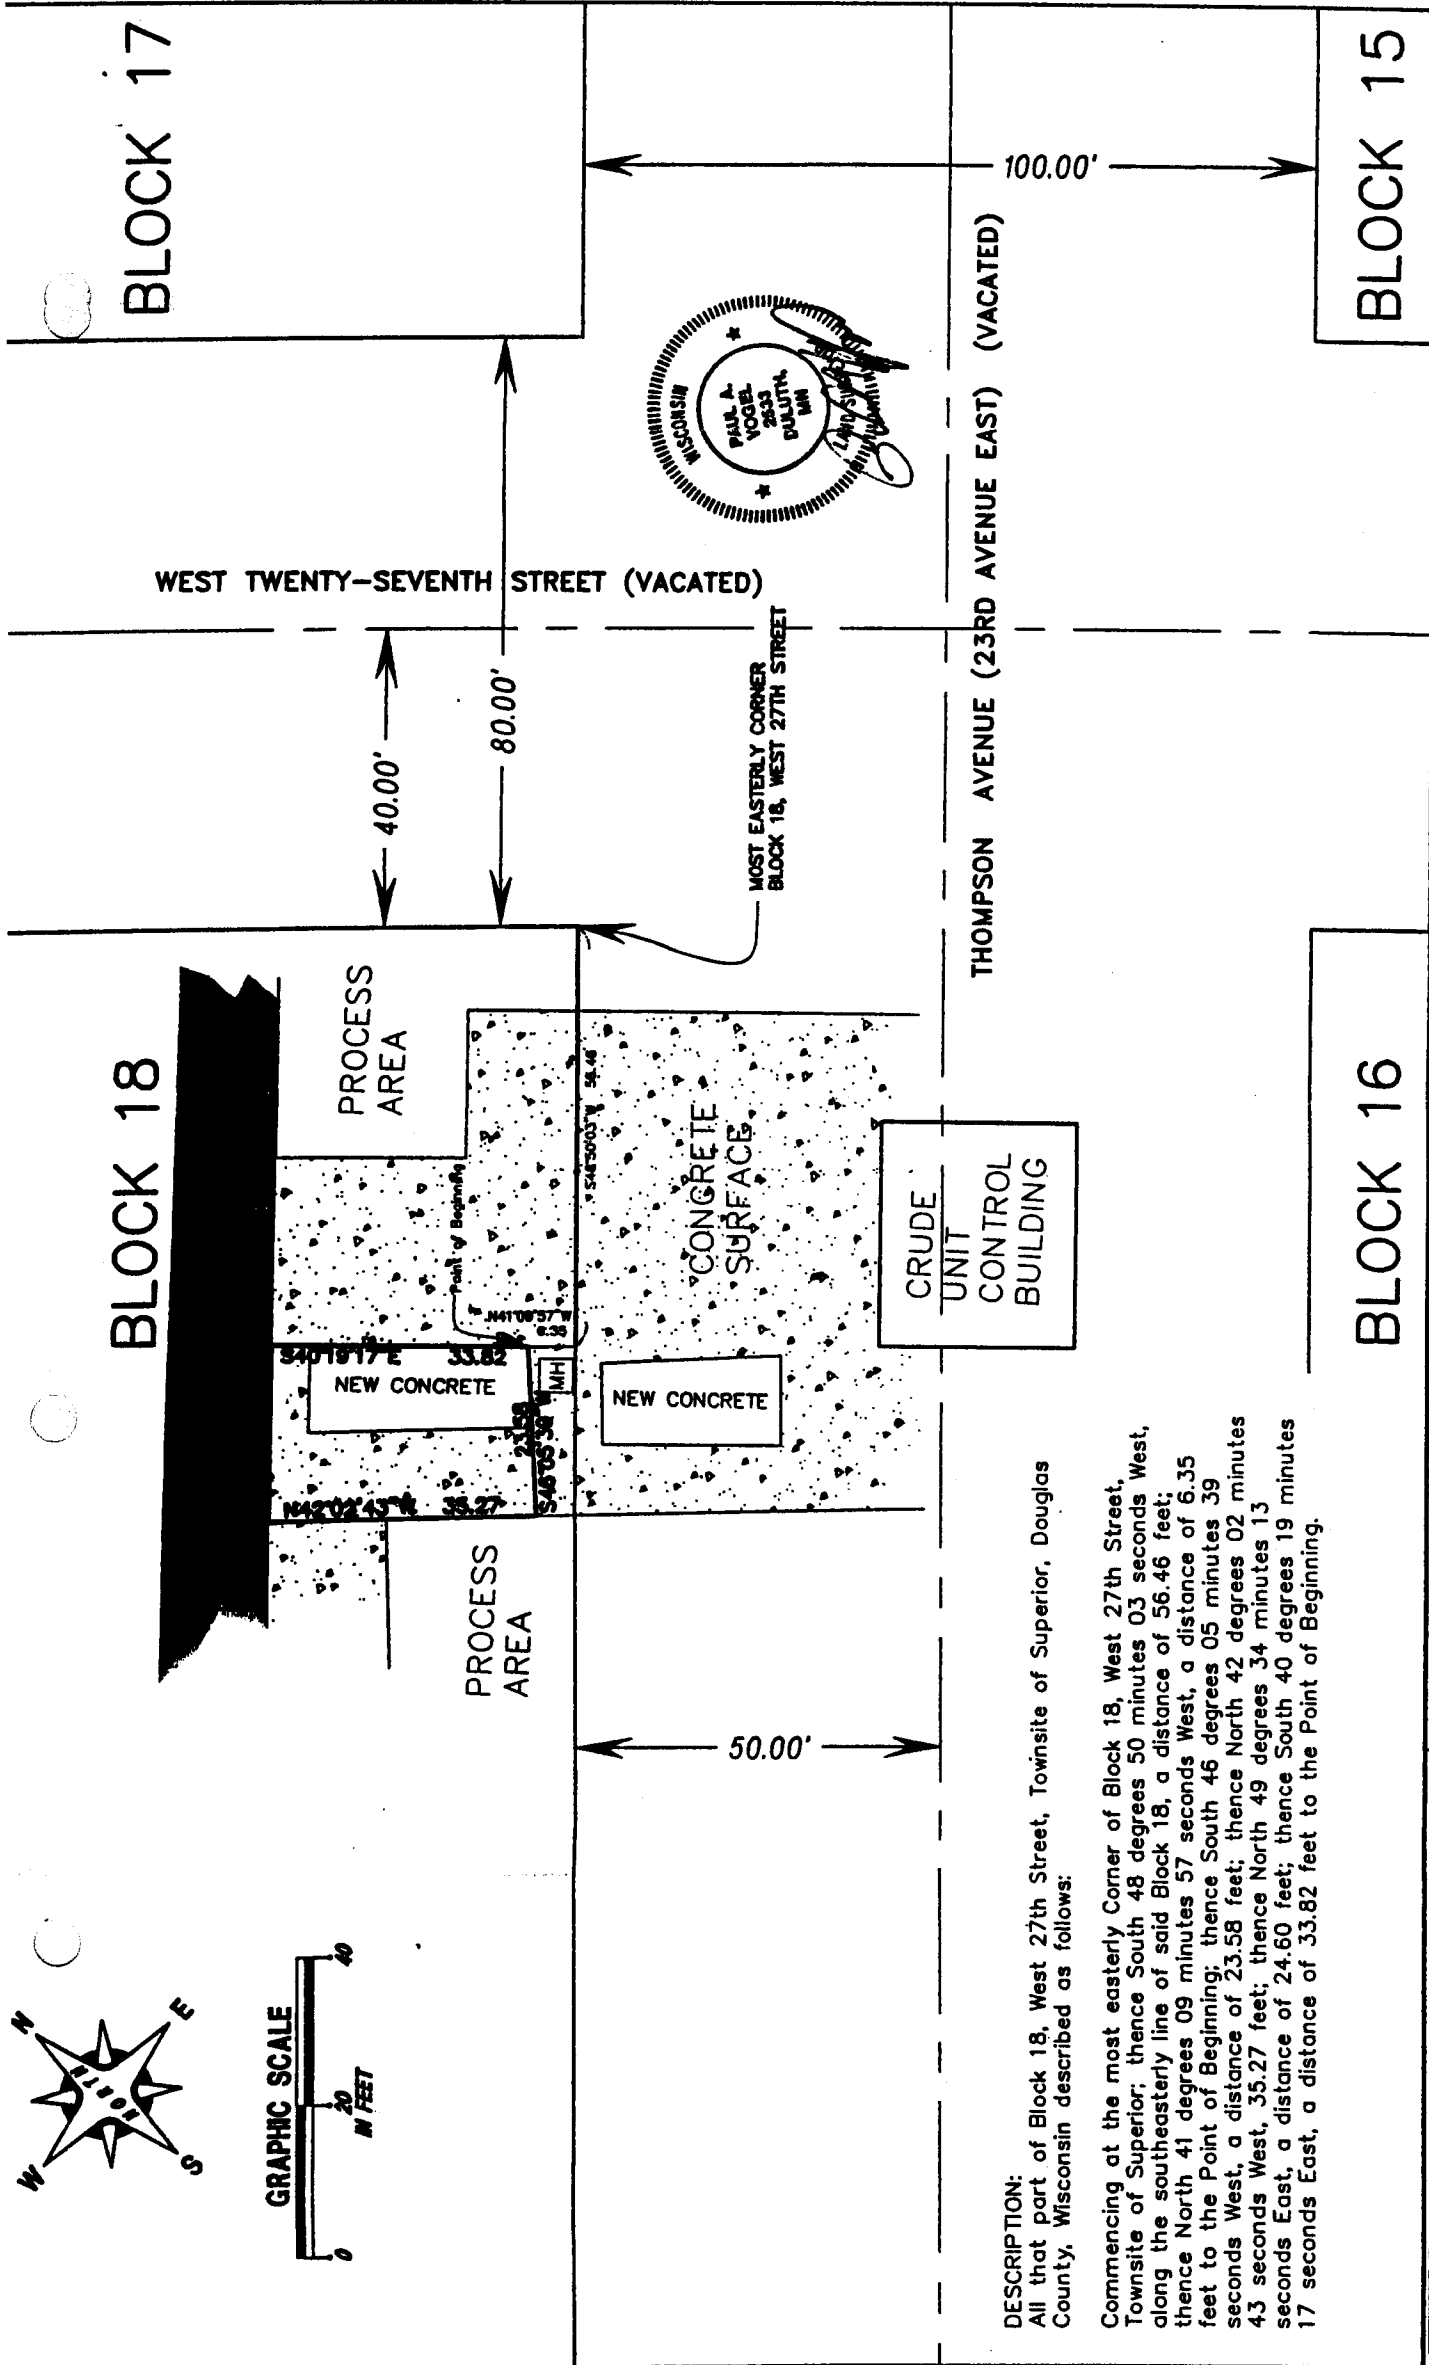 BLOCK 17
BLOCK 15
BLOCK 18
BLOCK 16
100.00'
80.00'
40.00'
50.00'
WEST TWENTY-SEVENTH STREET (VACATED)
THOMPSON AVENUE (23RD AVENUE EAST) (VACATED)
WISCONSIN
PAUL A.
VOGEL
2533
DULUTH,
MN
MOST EASTERLY CORNER
BLOCK 18, WEST 27TH STREET
PROCESS
AREA
Point of Beginning
S48°50'03"W 56.46
N41°09'57"W
6.35
CONCRETE
SURFACE
CRUDE
UNIT
CONTROL
BUILDING
S40°19'17"E 33.82
NEW CONCRETE
MH
NEW CONCRETE
23.58
S46°05'39"W
N42°02'43"W 35.27
PROCESS
AREA
N
E
S
W
NORTH
GRAPHIC SCALE
0 20 40
IN FEET
DESCRIPTION:
All that part of Block 18, West 27th Street, Townsite of Superior, Douglas
County, Wisconsin described as follows:
Commencing at the most easterly Corner of Block 18, West 27th Street,
Townsite of Superior; thence South 48 degrees 50 minutes 03 seconds West,
along the southeasterly line of said Block 18, a distance of 56.46 feet;
thence North 41 degrees 09 minutes 57 seconds West, a distance of 6.35
feet to the Point of Beginning; thence South 46 degrees 05 minutes 39
seconds West, a distance of 23.58 feet; thence North 42 degrees 02 minutes
43 seconds West, 35.27 feet; thence North 49 degrees 34 minutes 13
seconds East, a distance of 24.60 feet; thence South 40 degrees 19 minutes
17 seconds East, a distance of 33.82 feet to the Point of Beginning.